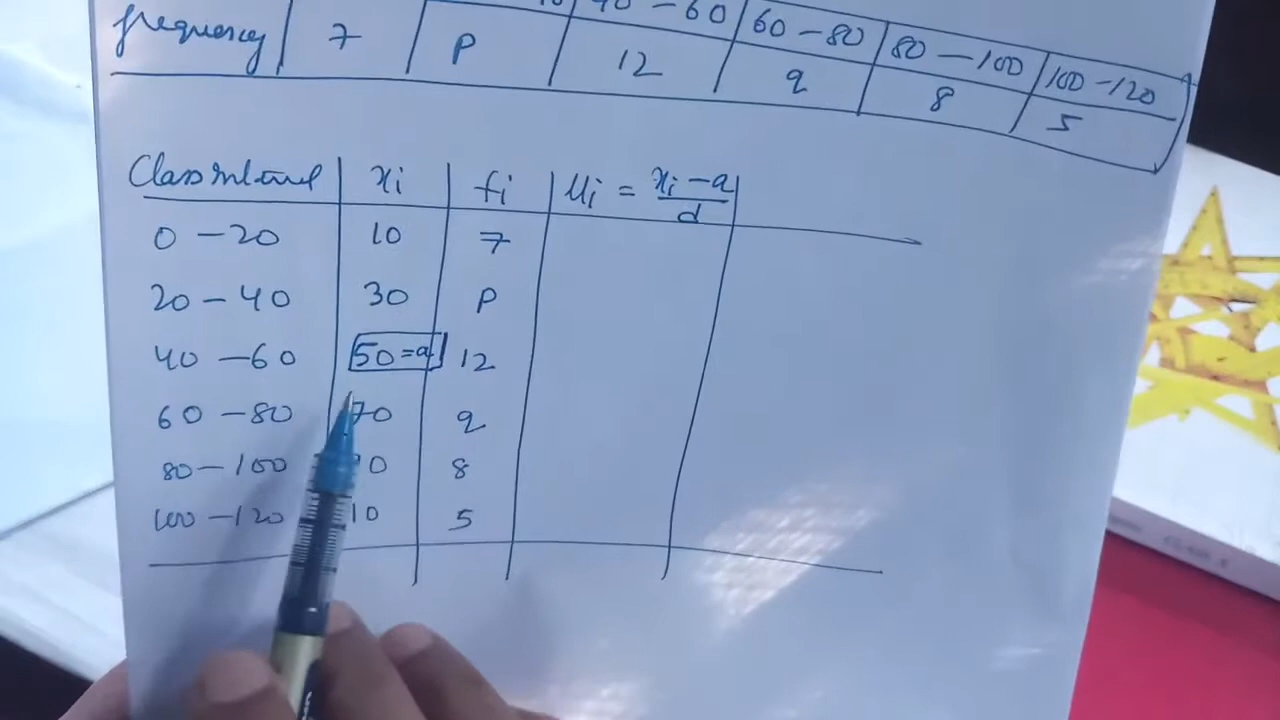 40 - 60 60 - 80 80 - 100 100 - 120
frequency 7 p 12 q 8 5
Class Interval xi fi ui = xi - a / d
0 - 20 10 7
20 - 40 30 p
40 - 60 50 = a 12
60 - 80 70 q
80 - 100 0 8
100 - 120 10 5